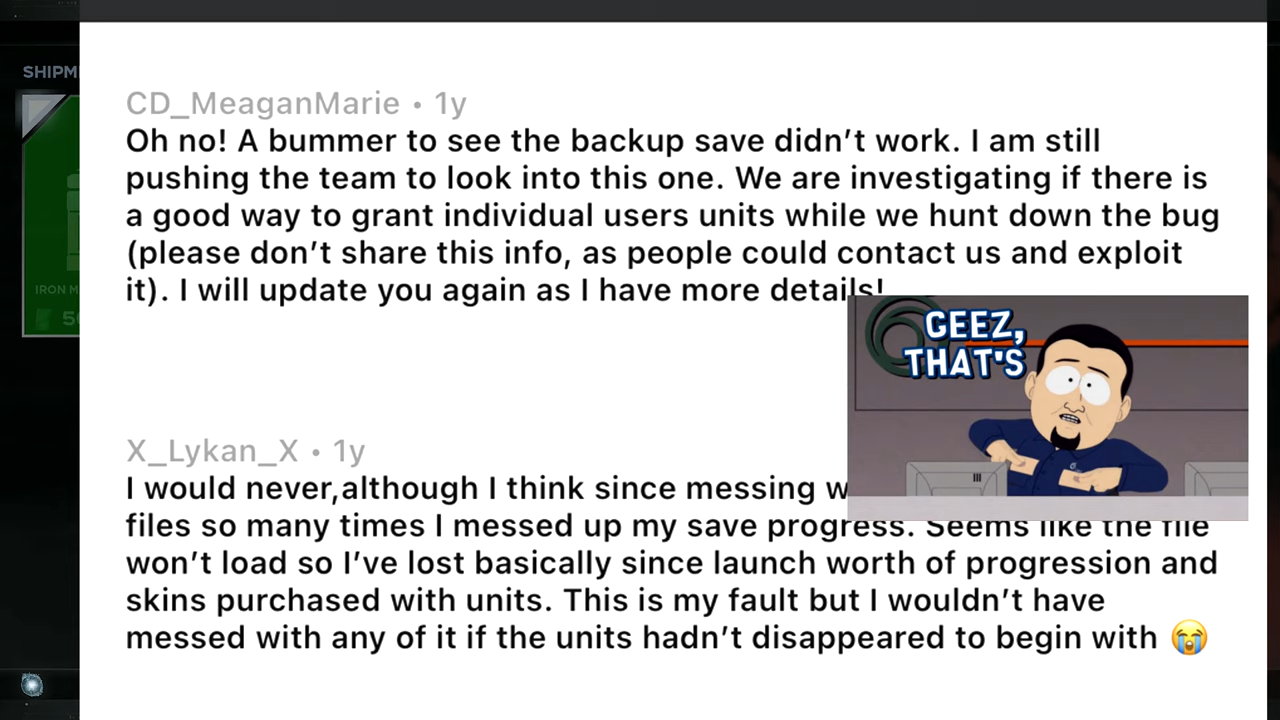 SHIPM
CD_MeaganMarie • 1y
Oh no! A bummer to see the backup save didn't work. I am still
pushing the team to look into this one. We are investigating if there is
a good way to grant individual users units while we hunt down the bug
(please don't share this info, as people could contact us and exploit
it). I will update you again as I have more details!
IRON M
50
GEEZ,
THAT'S
X_Lykan_X • 1y
I would never,although I think since messing w
files so many times I messed up my save progress. Seems like the file
won't load so I've lost basically since launch worth of progression and
skins purchased with units. This is my fault but I wouldn't have
messed with any of it if the units hadn't disappeared to begin with 😭